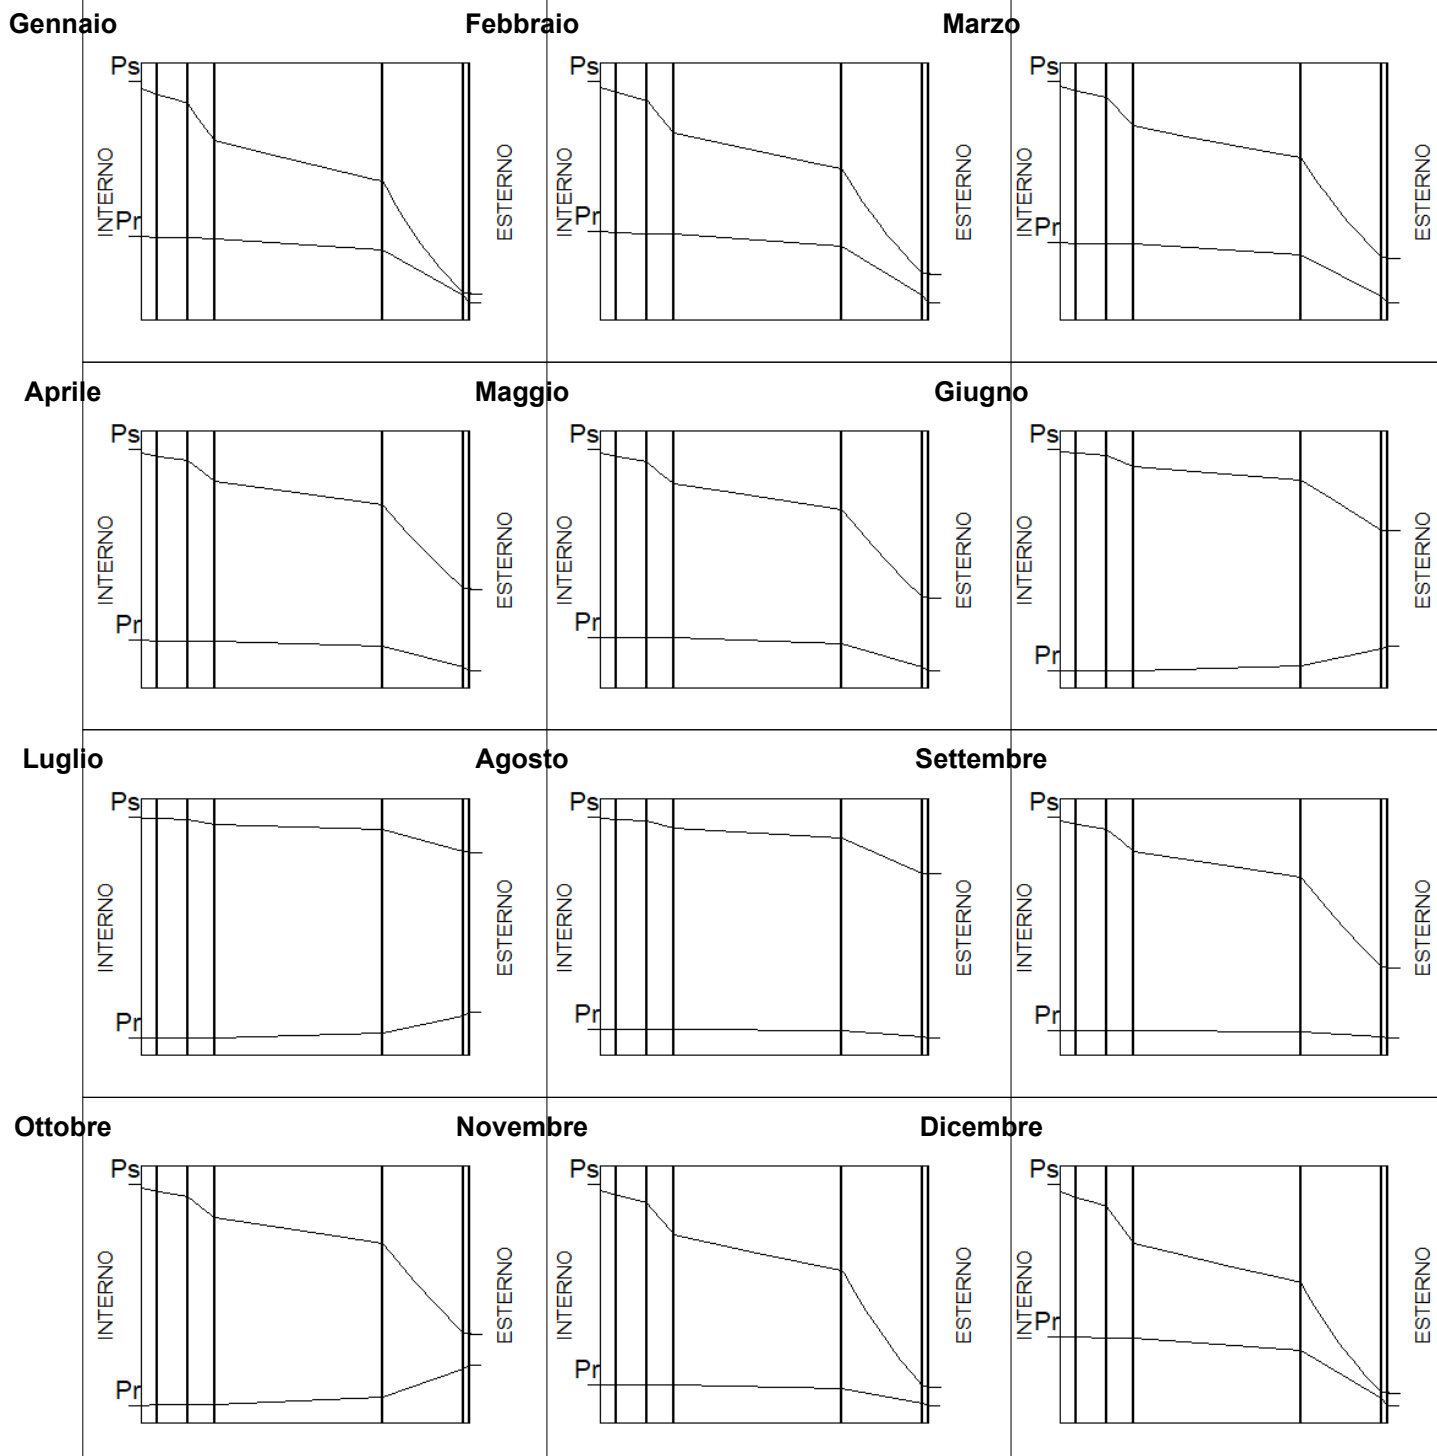 Gennaio
Febbraio
Marzo
Ps
Ps
Ps
INTERNO
ESTERNO
INTERNO
ESTERNO
INTERNO
ESTERNO
Pr
Pr
Pr
Aprile
Maggio
Giugno
Ps
Ps
Ps
INTERNO
ESTERNO
INTERNO
ESTERNO
INTERNO
ESTERNO
Pr
Pr
Pr
Luglio
Agosto
Settembre
Ps
Ps
Ps
INTERNO
ESTERNO
INTERNO
ESTERNO
INTERNO
ESTERNO
Pr
Pr
Pr
Ottobre
Novembre
Dicembre
Ps
Ps
Ps
INTERNO
ESTERNO
INTERNO
ESTERNO
INTERNO
ESTERNO
Pr
Pr
Pr